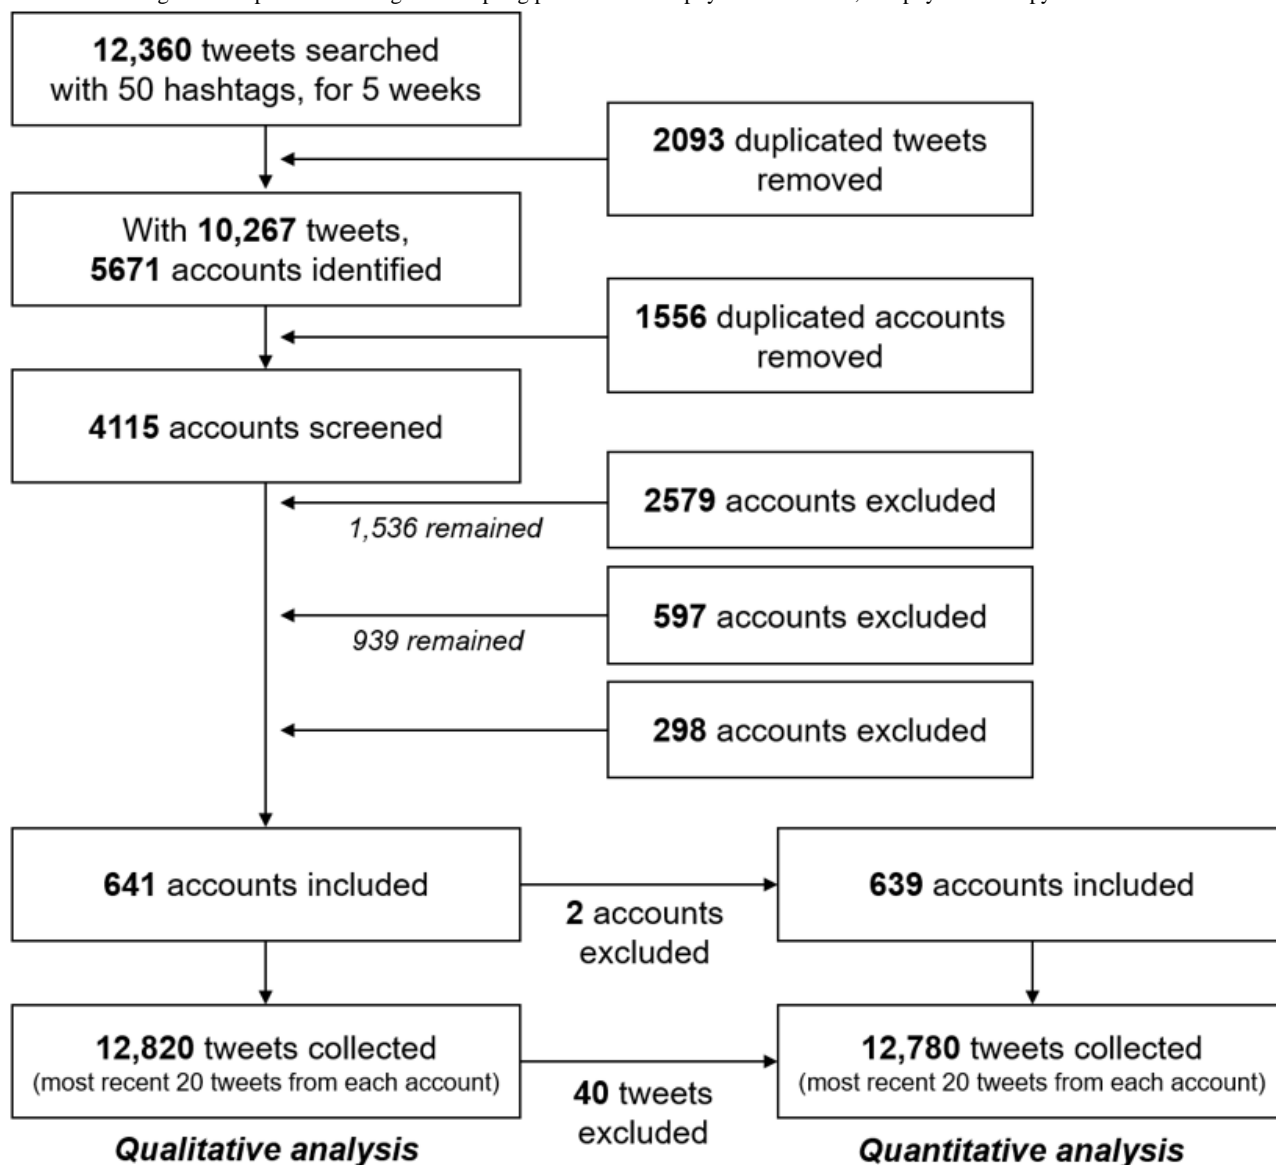 12,360 tweets searched
with 50 hashtags, for 5 weeks
2093 duplicated tweets
removed
With 10,267 tweets,
5671 accounts identified
1556 duplicated accounts
removed
4115 accounts screened
2579 accounts excluded
1,536 remained
597 accounts excluded
939 remained
298 accounts excluded
641 accounts included
2 accounts
excluded
639 accounts included
12,820 tweets collected
(most recent 20 tweets from each account)
40 tweets
excluded
12,780 tweets collected
(most recent 20 tweets from each account)
Qualitative analysis
Quantitative analysis